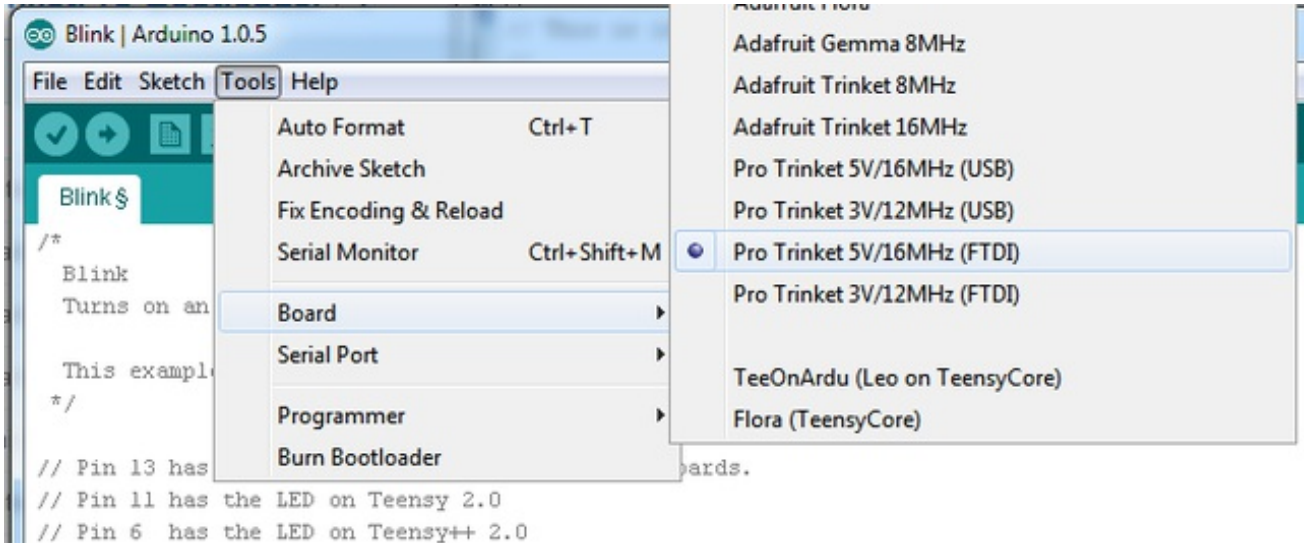 Blink | Arduino 1.0.5
File Edit Sketch Tools Help
Auto Format Ctrl+T
Archive Sketch
Fix Encoding & Reload
Serial Monitor Ctrl+Shift+M
Board
Serial Port
Programmer
Burn Bootloader
Adafruit Flora
Adafruit Gemma 8MHz
Adafruit Trinket 8MHz
Adafruit Trinket 16MHz
Pro Trinket 5V/16MHz (USB)
Pro Trinket 3V/12MHz (USB)
Pro Trinket 5V/16MHz (FTDI)
Pro Trinket 3V/12MHz (FTDI)
TeeOnArdu (Leo on TeensyCore)
Flora (TeensyCore)
Blink §
/*
Blink
Turns on an
This exampl
*/
// Pin 13 has ards.
// Pin 11 has the LED on Teensy 2.0
// Pin 6 has the LED on Teensy++ 2.0